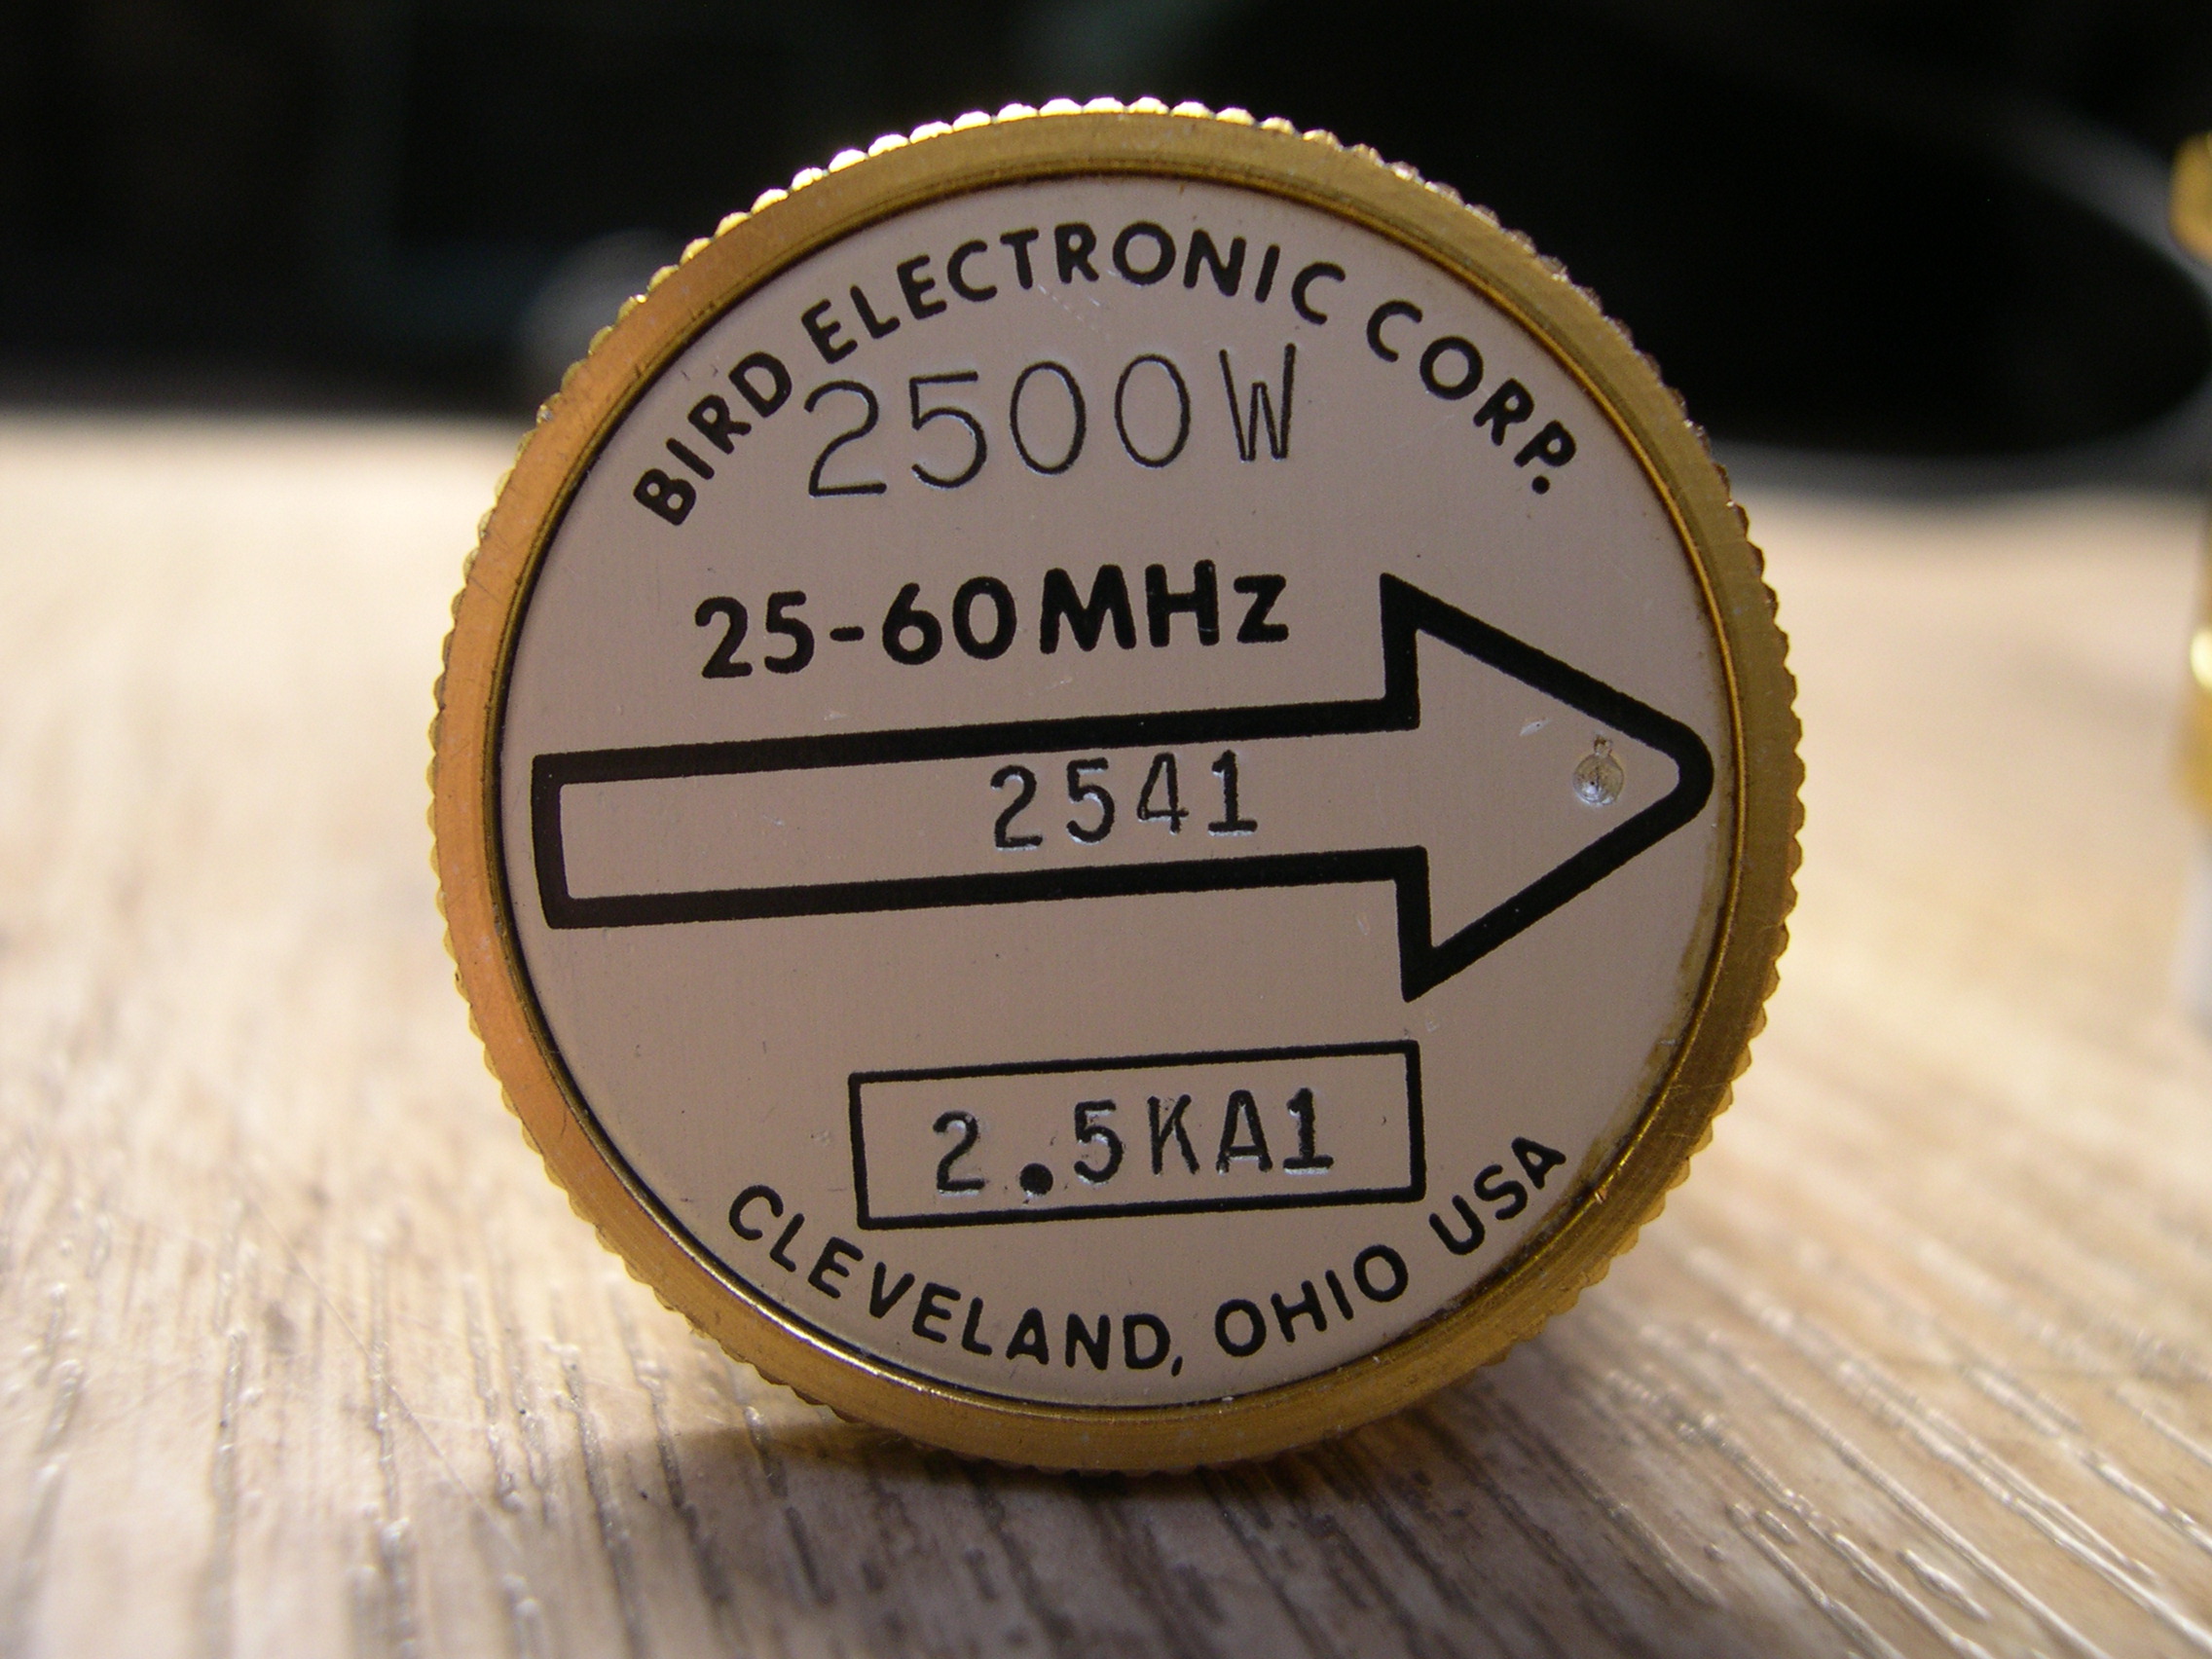 BIRD ELECTRONIC CORP.
2500W
25-60MHz
2541
2.5KA1
CLEVELAND, OHIO USA